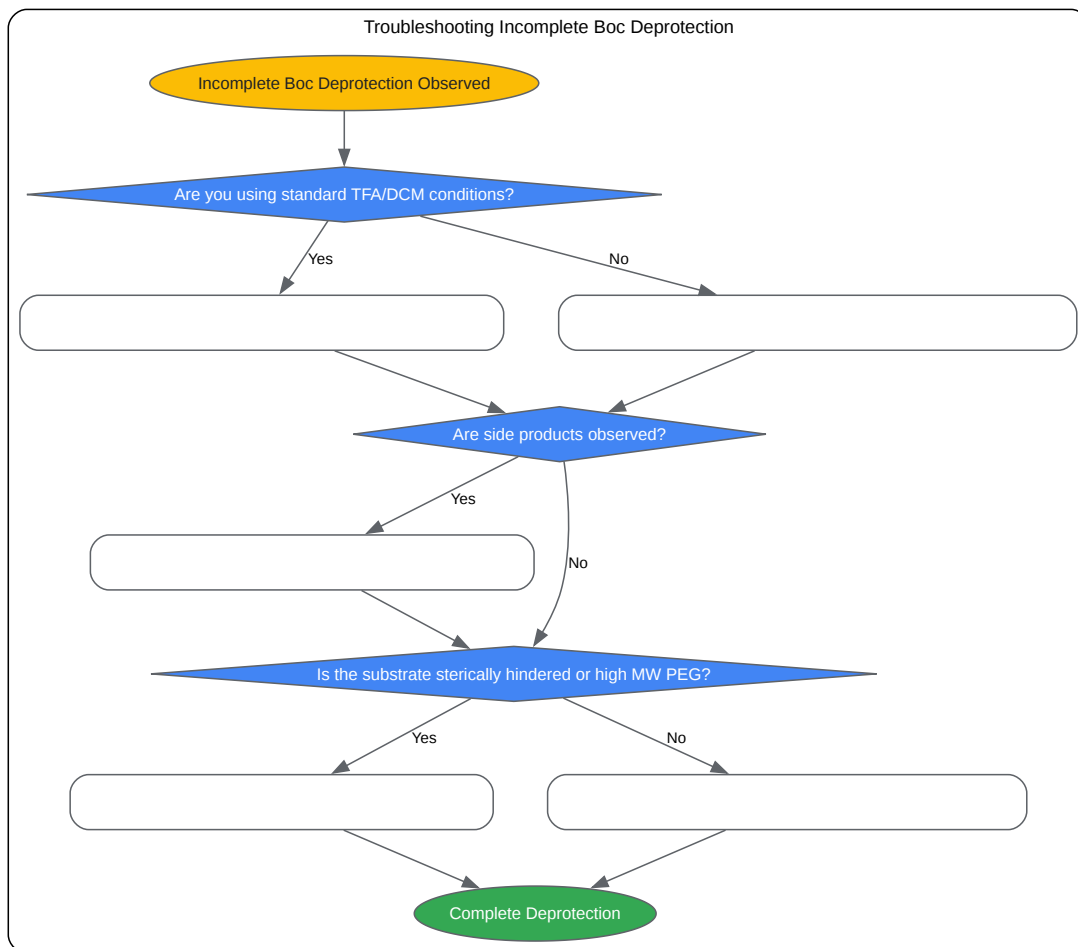 Troubleshooting Incomplete Boc Deprotection
Incomplete Boc Deprotection Observed
Are you using standard TFA/DCM conditions?
Yes
No
Are side products observed?
Yes
No
Is the substrate sterically hindered or high MW PEG?
Yes
No
Complete Deprotection